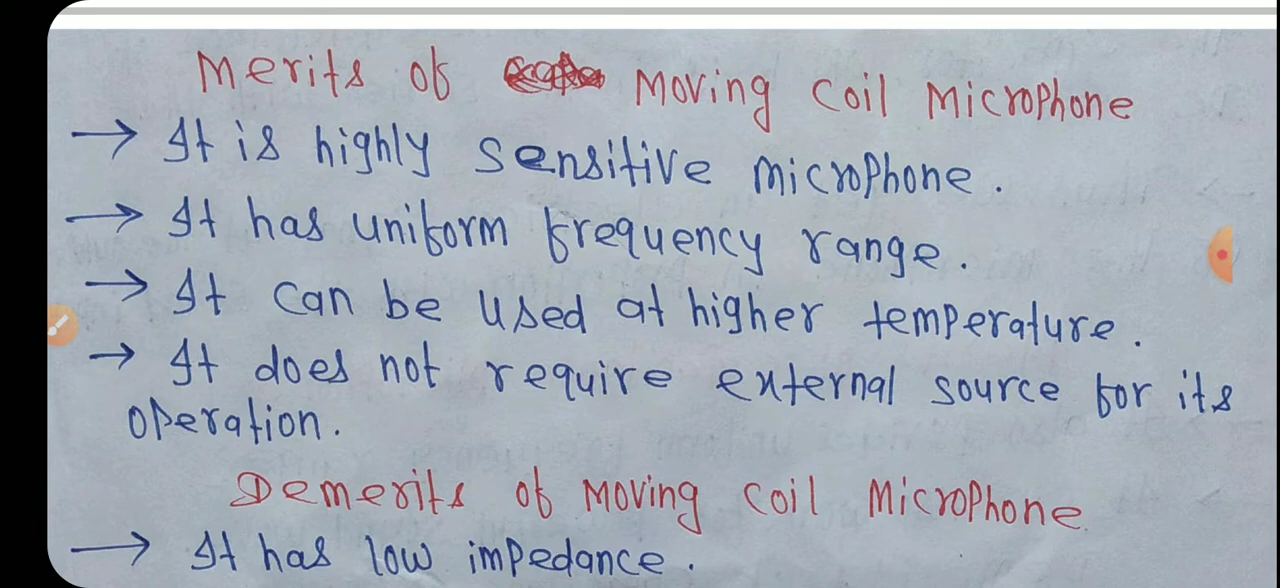 Merits of Moving Coil Microphone
→ It is highly sensitive microphone.
→ It has uniform frequency range.
→ It can be used at higher temperature.
→ It does not require external source for its
operation.
Demerits of Moving Coil Microphone
→ It has low impedance.